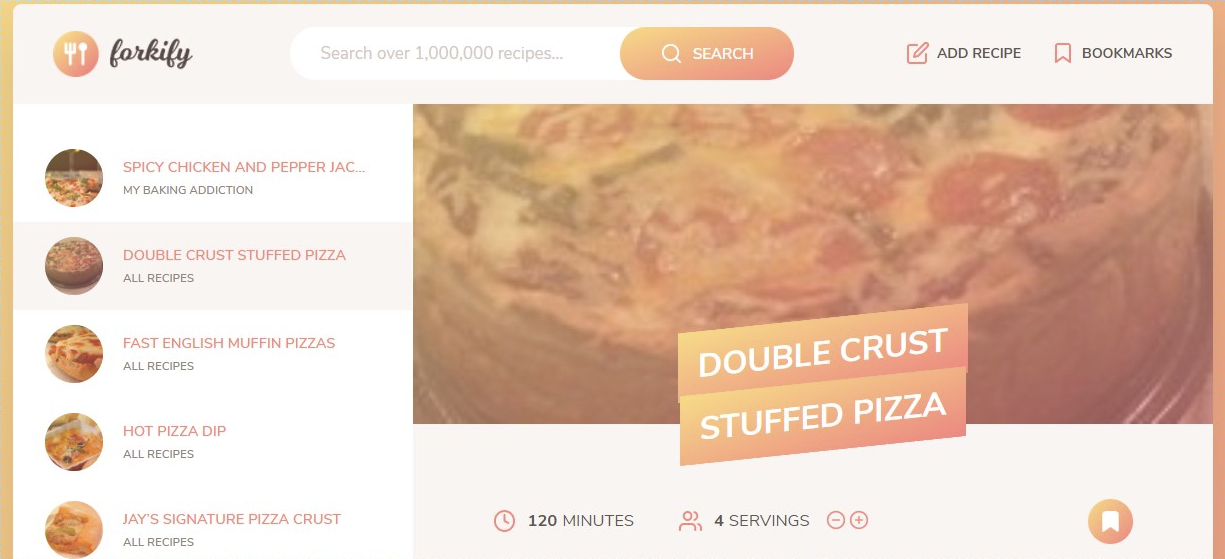 forkify
Search over 1,000,000 recipes...
SEARCH
ADD RECIPE
BOOKMARKS
SPICY CHICKEN AND PEPPER JAC...
MY BAKING ADDICTION
DOUBLE CRUST STUFFED PIZZA
ALL RECIPES
FAST ENGLISH MUFFIN PIZZAS
ALL RECIPES
HOT PIZZA DIP
ALL RECIPES
JAY'S SIGNATURE PIZZA CRUST
ALL RECIPES
DOUBLE CRUST
STUFFED PIZZA
120 MINUTES
4 SERVINGS